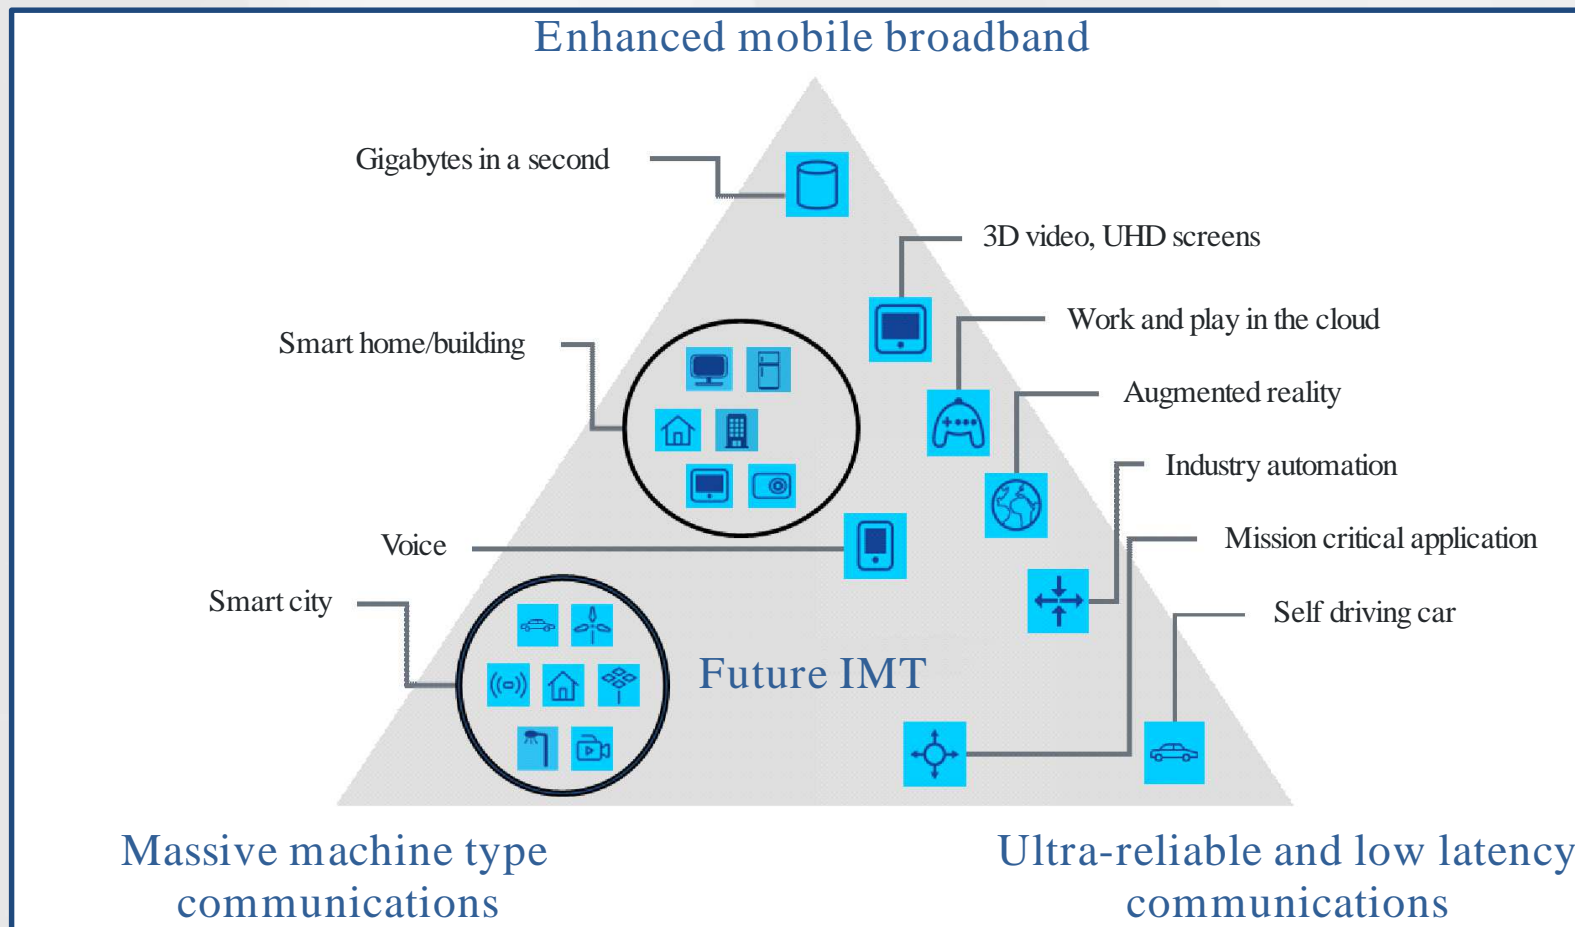 Enhanced mobile broadband
Gigabytes in a second
3D video, UHD screens
Work and play in the cloud
Smart home/building
Augmented reality
Industry automation
Voice
Mission critical application
Smart city
Self driving car
Future IMT
Massive machine type
communications
Ultra-reliable and low latency
communications